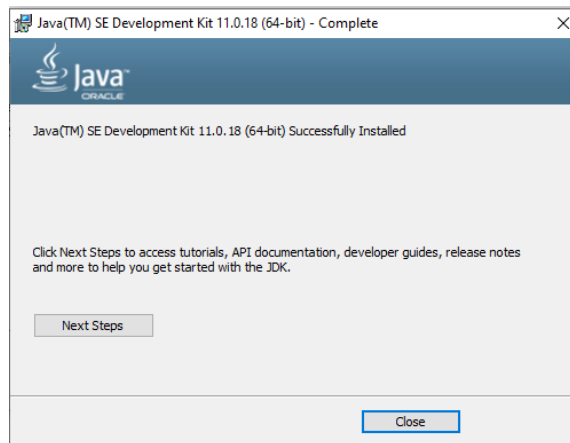 Java(TM) SE Development Kit 11.0.18 (64-bit) - Complete
Java
ORACLE
Java(TM) SE Development Kit 11.0.18 (64-bit) Successfully Installed
Click Next Steps to access tutorials, API documentation, developer guides, release notes
and more to help you get started with the JDK.
Next Steps
Close